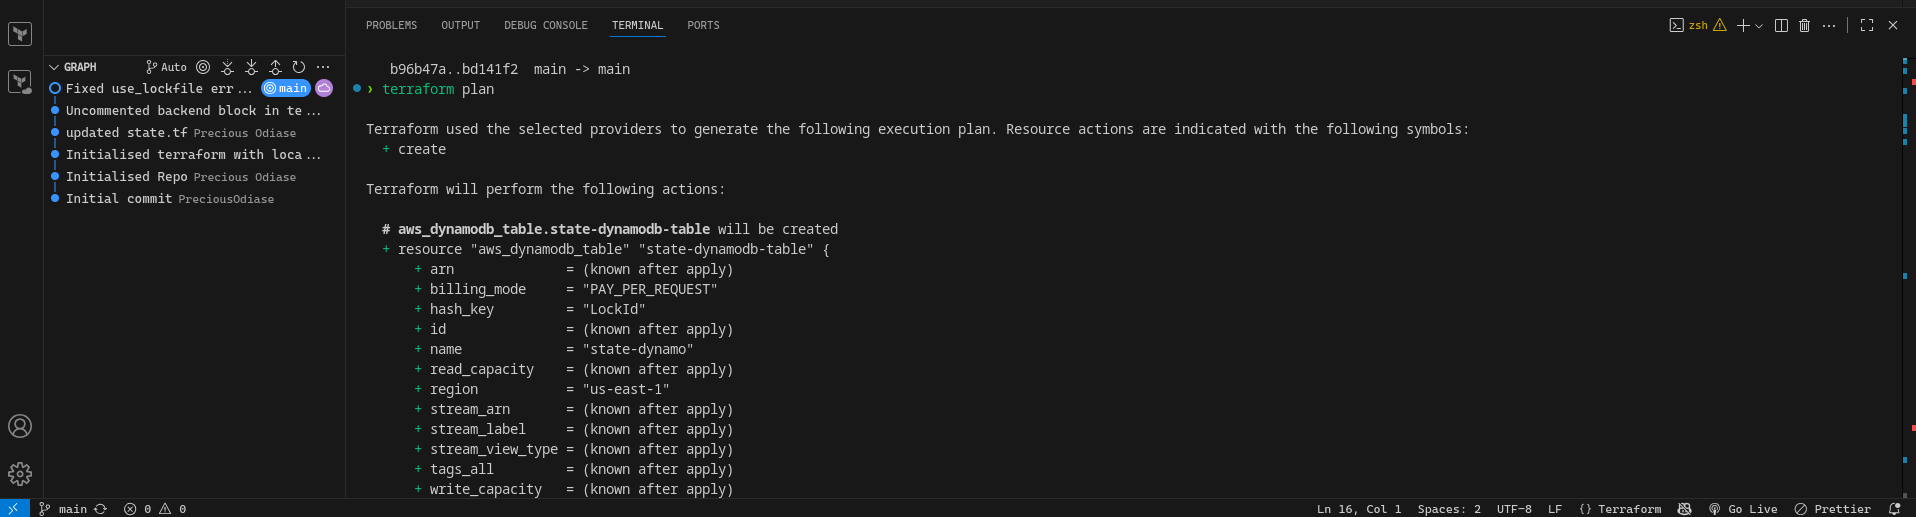 PROBLEMS OUTPUT DEBUG CONSOLE TERMINAL PORTS
zsh
GRAPH
Auto
Fixed use_lockfile err... main
Uncommented backend block in te...
updated state.tf Precious Odiase
Initialised terraform with loca...
Initialised Repo Precious Odiase
Initial commit PreciousOdiase
b96b47a..bd141f2  main -> main
› terraform plan
Terraform used the selected providers to generate the following execution plan. Resource actions are indicated with the following symbols:
+ create
Terraform will perform the following actions:
# aws_dynamodb_table.state-dynamodb-table will be created
+ resource "aws_dynamodb_table" "state-dynamodb-table" {
+ arn = (known after apply)
+ billing_mode = "PAY_PER_REQUEST"
+ hash_key = "LockId"
+ id = (known after apply)
+ name = "state-dynamo"
+ read_capacity = (known after apply)
+ region = "us-east-1"
+ stream_arn = (known after apply)
+ stream_label = (known after apply)
+ stream_view_type = (known after apply)
+ tags_all = (known after apply)
+ write_capacity = (known after apply)
main 0 0 Ln 16, Col 1 Spaces: 2 UTF-8 LF {} Terraform Go Live Prettier